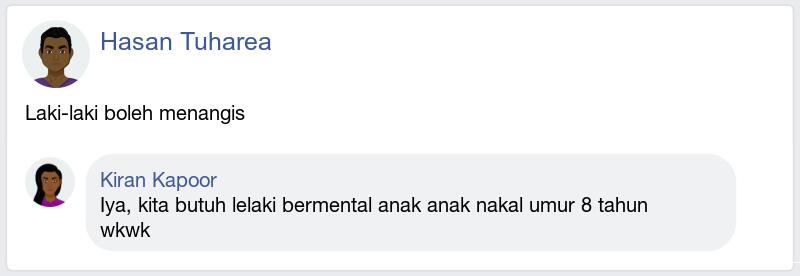 Hasan Tuharea
Laki-laki boleh menangis
Kiran Kapoor
Iya, kita butuh lelaki bermental anak anak nakal umur 8 tahun
wkwk